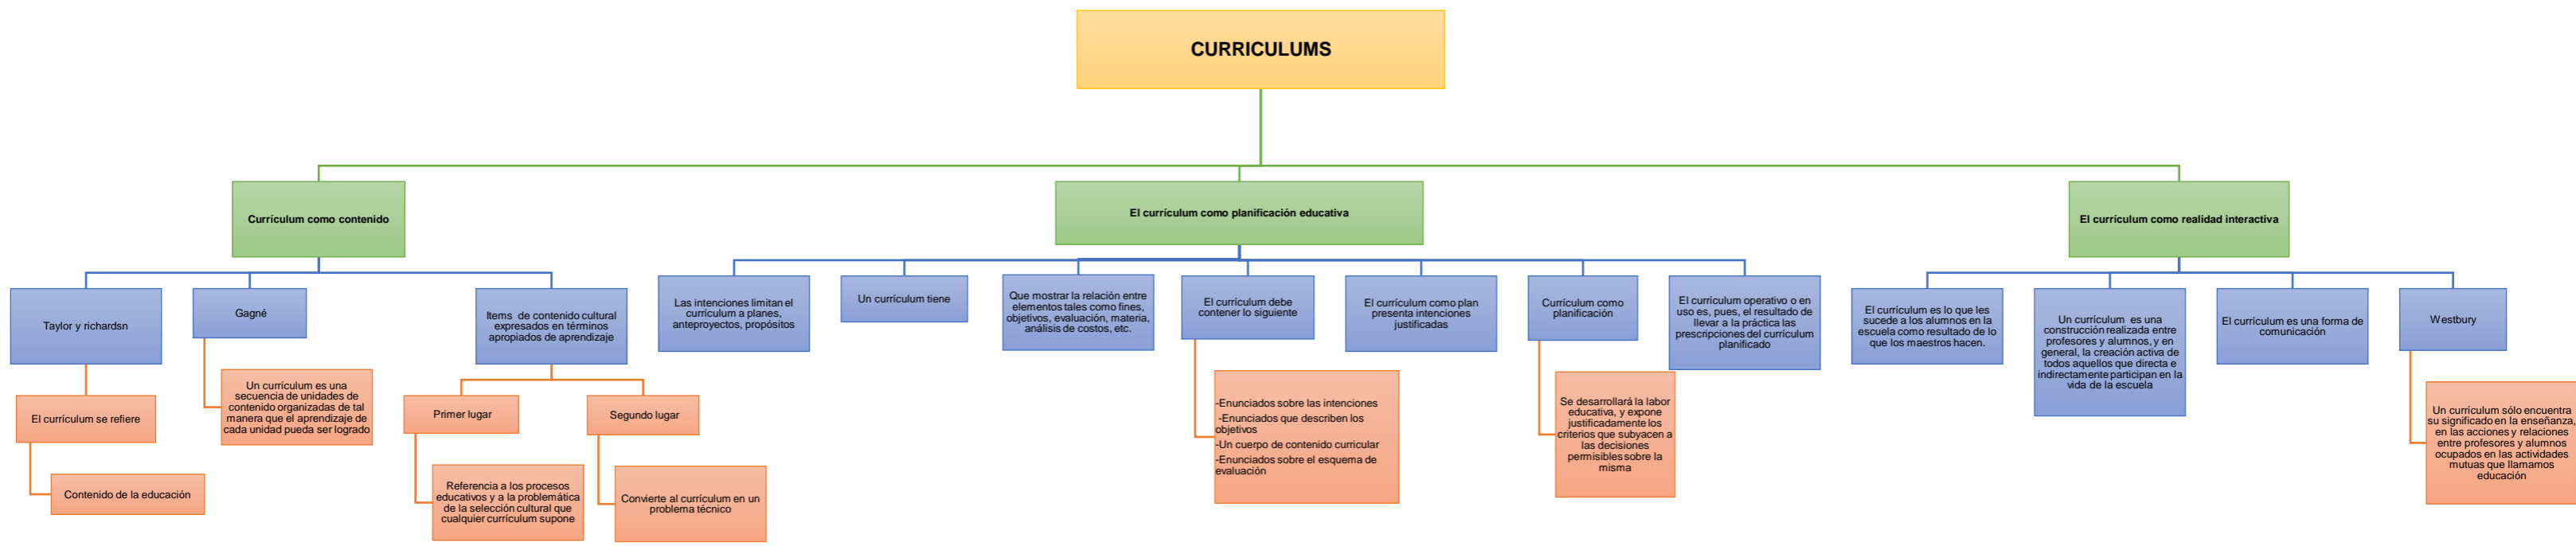 CURRICULUMS
Currículum como contenido
El currículum como planificación educativa
El currículum como realidad interactiva
Taylor y richardsn
Gagné
Items de contenido cultural
expresados en términos
apropiados de aprendizaje
Las intenciones limitan el
currículum a planes,
anteproyectos, propósitos
Un currículum tiene
Que mostrar la relación entre
elementos tales como fines,
objetivos, evaluación, materia,
análisis de costos, etc.
El currículum debe
contener lo siguiente
El currículum como plan
presenta intenciones
justificadas
Currículum como
planificación
El currículum operativo o en
uso es, pues, el resultado de
llevar a la práctica las
prescripciones del currículum
planificado
El currículum es lo que les
sucede a los alumnos en la
escuela como resultado de lo
que los maestros hacen.
Un currículum es una
construcción realizada entre
profesores y alumnos, y en
general, la creación activa de
todos aquellos que directa e
indirectamente participan en la
vida de la escuela
El currículum es una forma de
comunicación
Westbury
El currículum se refiere
Contenido de la educación
Un currículum es una
secuencia de unidades de
contenido organizadas de tal
manera que el aprendizaje de
cada unidad pueda ser logrado
Primer lugar
Referencia a los procesos
educativos y a la problemática
de la selección cultural que
cualquier currículum supone
Segundo lugar
Convierte al currículum en un
problema técnico
-Enunciados sobre las intenciones
-Enunciados que describen los
objetivos
-Un cuerpo de contenido curricular
-Enunciados sobre el esquema de
evaluación
Se desarrollará la labor
educativa, y expone
justificadamente los
criterios que subyacen a
las decisiones
permisibles sobre la
misma
Un currículum sólo encuentra
su significado en la enseñanza,
en las acciones y relaciones
entre profesores y alumnos
ocupados en las actividades
mutuas que llamamos
educación